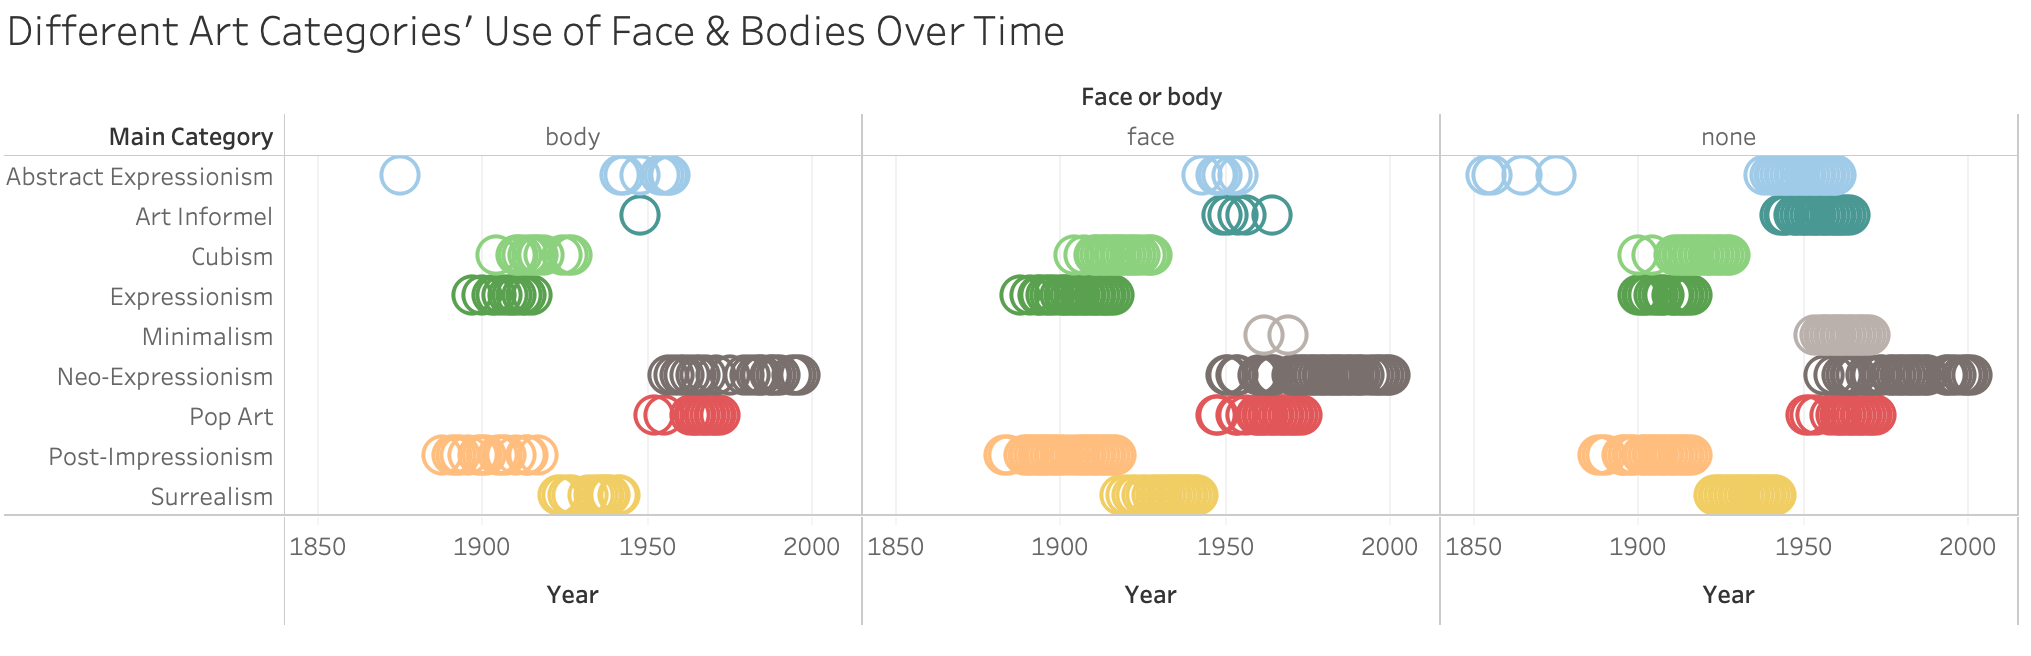 Different Art Categories’ Use of Face & Bodies Over Time
Face or body
Main Category body face none
Abstract Expressionism
Art Informel
Cubism
Expressionism
Minimalism
Neo-Expressionism
Pop Art
Post-Impressionism
Surrealism
1850 1900 1950 2000 1850 1900 1950 2000 1850 1900 1950 2000
Year Year Year